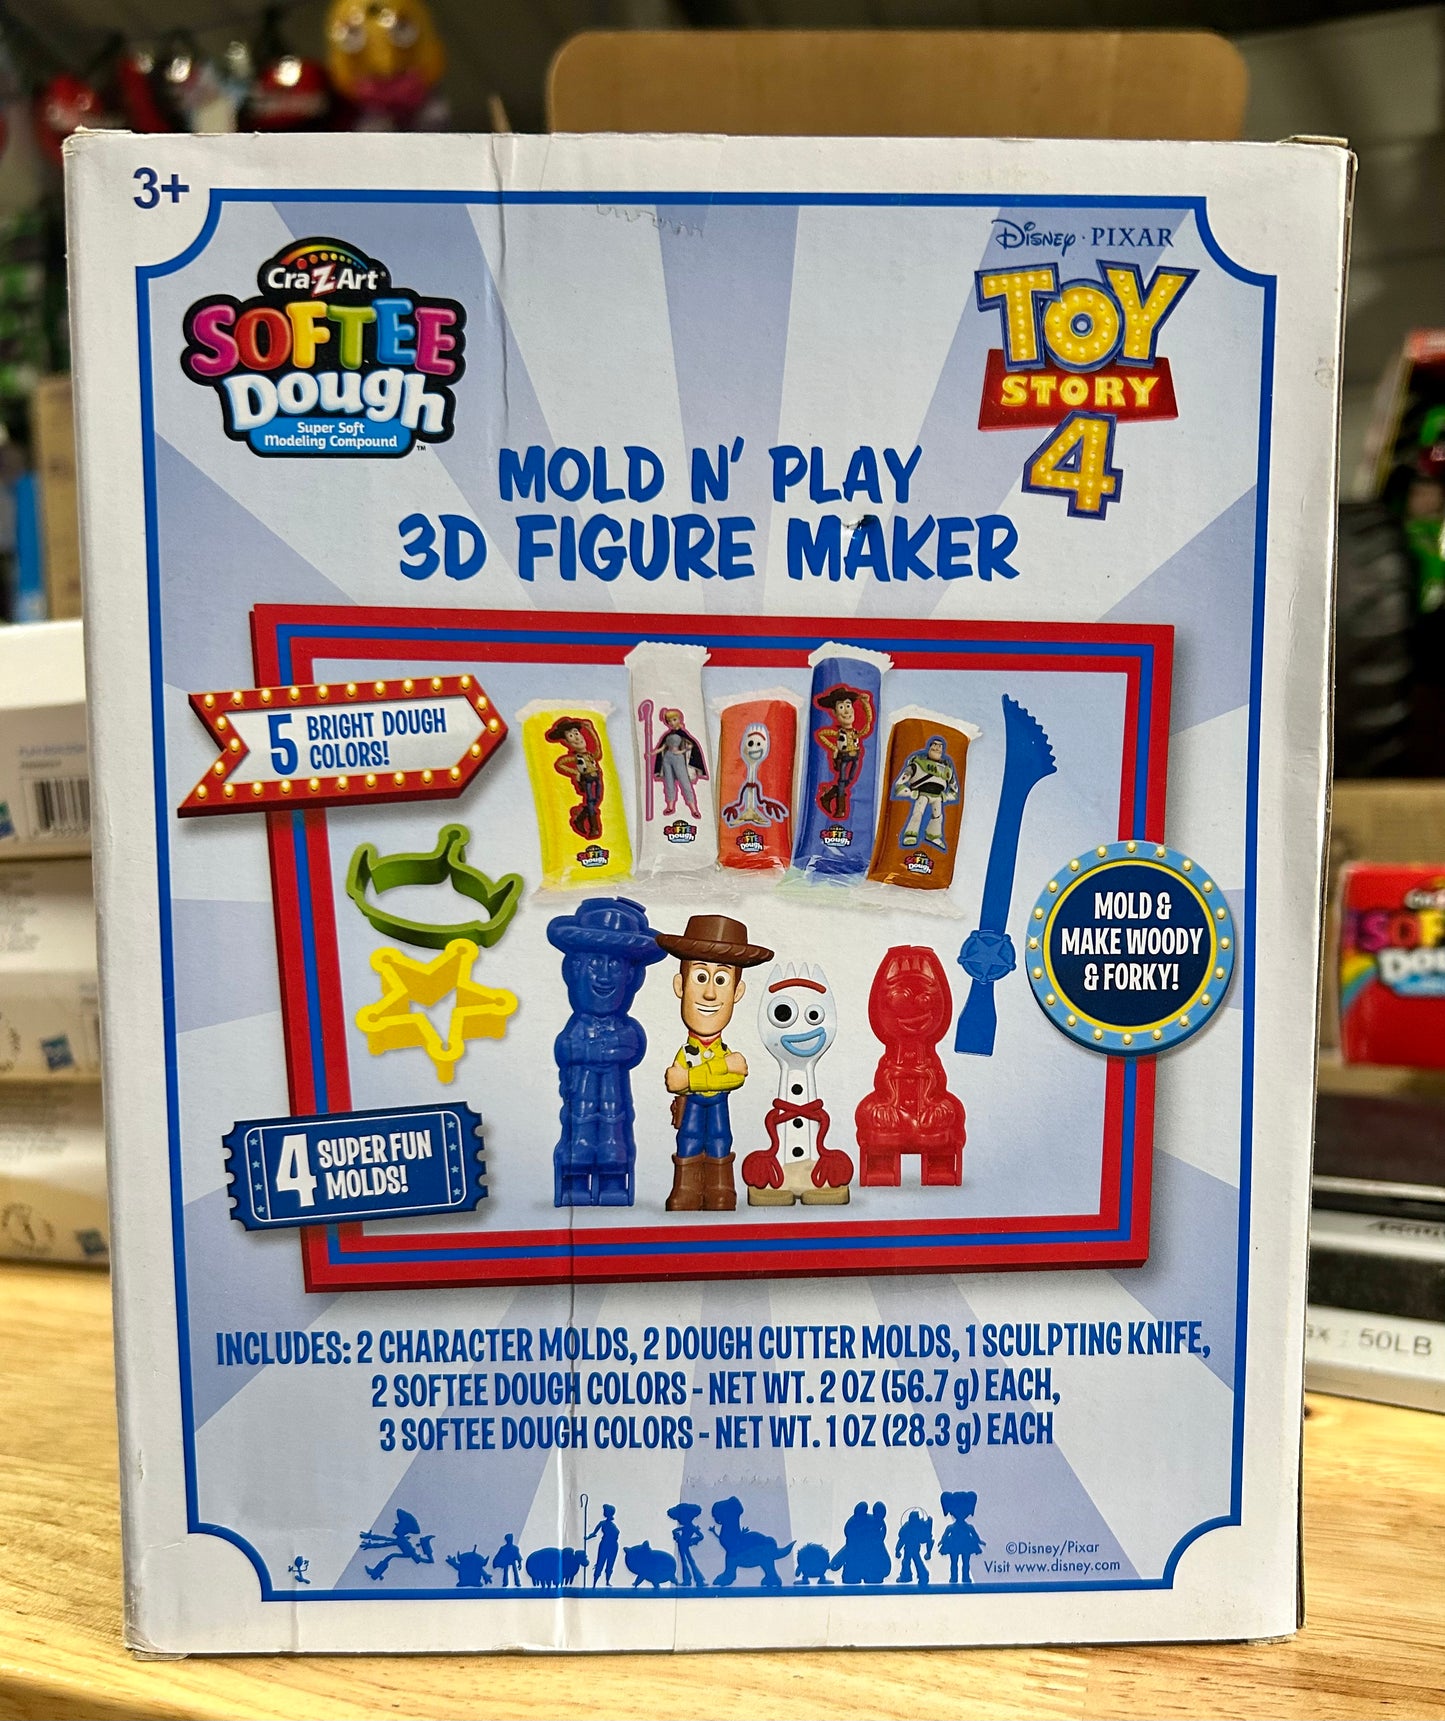 3+
Cra-Z-Art
SOFTEE
Dough
Super Soft
Modeling Compound
™
Disney · PIXAR
TOY
STORY
4
MOLD N' PLAY
3D FIGURE MAKER
5 BRIGHT DOUGH
COLORS!
MOLD &
MAKE WOODY
& FORKY!
4 SUPER FUN
MOLDS!
INCLUDES: 2 CHARACTER MOLDS, 2 DOUGH CUTTER MOLDS, 1 SCULPTING KNIFE,
2 SOFTEE DOUGH COLORS - NET WT. 2 OZ (56.7 g) EACH,
3 SOFTEE DOUGH COLORS - NET WT. 1 OZ (28.3 g) EACH
©Disney/Pixar
Visit www.disney.com
50LB